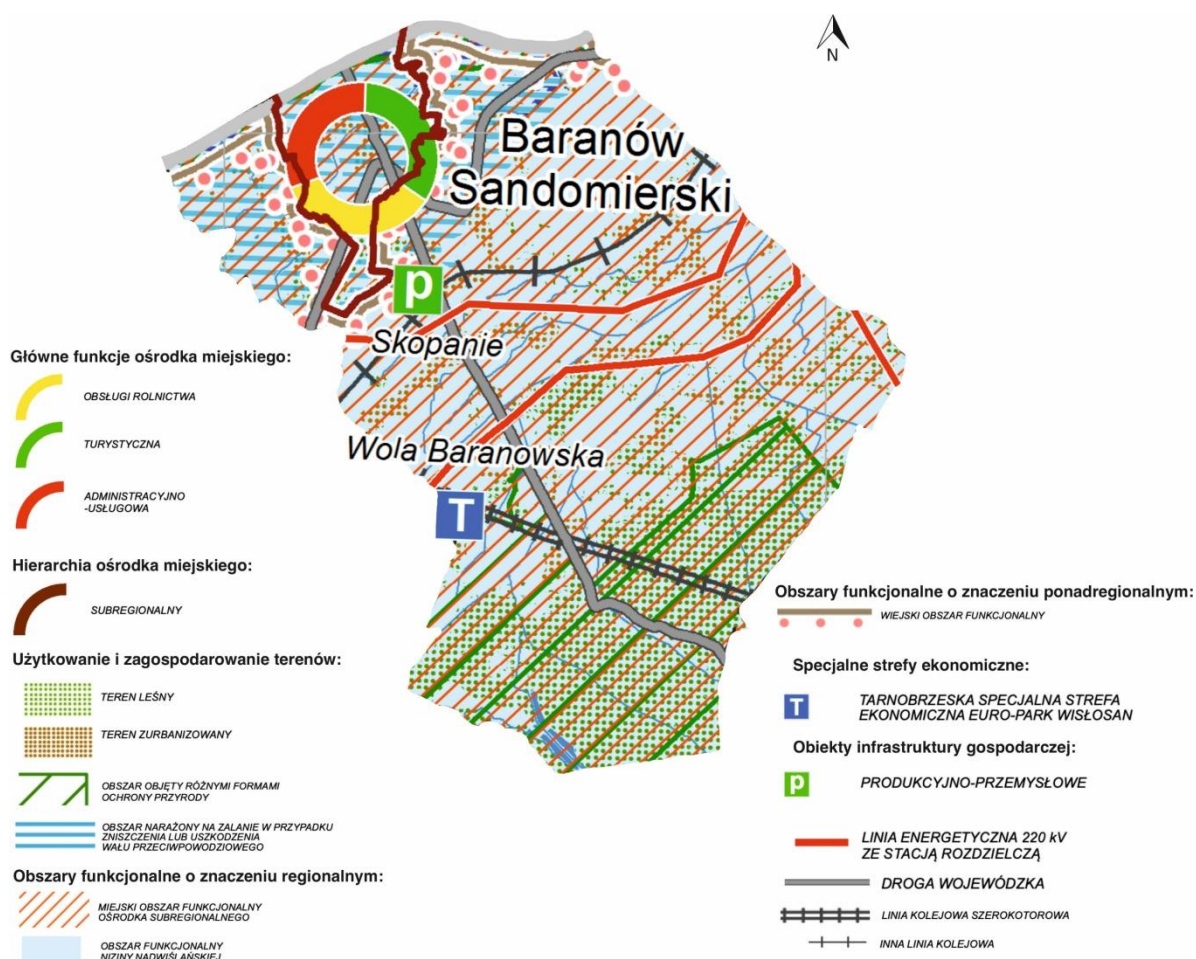 N
Baranów
Sandomierski
p
Skopanie
Wola Baranowska
T
Główne funkcje ośrodka miejskiego:
OBSŁUGI ROLNICTWA
TURYSTYCZNA
ADMINISTRACYJNO
-USŁUGOWA
Hierarchia ośrodka miejskiego:
SUBREGIONALNY
Użytkowanie i zagospodarowanie terenów:
TEREN LEŚNY
TEREN ZURBANIZOWANY
OBSZAR OBJĘTY RÓŻNYMI FORMAMI
OCHRONY PRZYRODY
OBSZAR NARAŻONY NA ZALANIE W PRZYPADKU
ZNISZCZENIA LUB USZKODZENIA
WAŁU PRZECIWPOWODZIOWEGO
Obszary funkcjonalne o znaczeniu regionalnym:
MIEJSKI OBSZAR FUNKCJONALNY
OŚRODKA SUBREGIONALNEGO
OBSZAR FUNKCJONALNY
NIZINY NADWIŚLAŃSKIEJ
Obszary funkcjonalne o znaczeniu ponadregionalnym:
WIEJSKI OBSZAR FUNKCJONALNY
Specjalne strefy ekonomiczne:
T
TARNOBRZESKA SPECJALNA STREFA
EKONOMICZNA EURO-PARK WISŁOSAN
Obiekty infrastruktury gospodarczej:
p
PRODUKCYJNO-PRZEMYSŁOWE
LINIA ENERGETYCZNA 220 kV
ZE STACJĄ ROZDZIELCZĄ
DROGA WOJEWÓDZKA
LINIA KOLEJOWA SZEROKOTOROWA
INNA LINIA KOLEJOWA